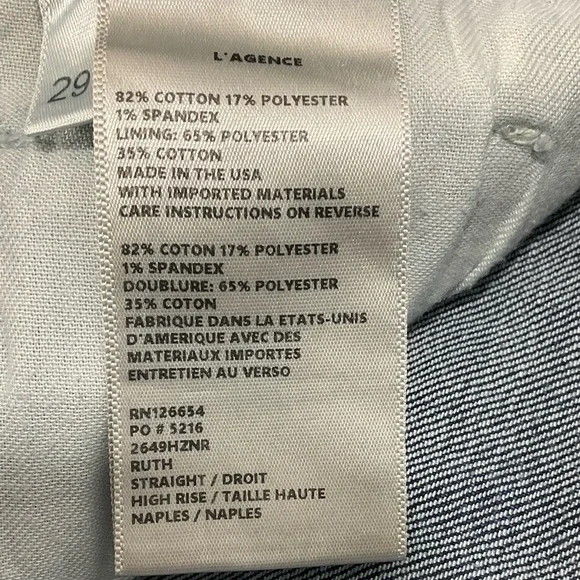 29
L'AGENCE
82% COTTON 17% POLYESTER
1% SPANDEX
LINING: 65% POLYESTER
35% COTTON
MADE IN THE USA
WITH IMPORTED MATERIALS
CARE INSTRUCTIONS ON REVERSE
82% COTON 17% POLYESTER
1% SPANDEX
DOUBLURE: 65% POLYESTER
35% COTON
FABRIQUE DANS LA ETATS-UNIS
D'AMERIQUE AVEC DES
MATERIAUX IMPORTES
ENTRETIEN AU VERSO
RN126654
PO # 5216
2649HZNR
RUTH
STRAIGHT / DROIT
HIGH RISE / TAILLE HAUTE
NAPLES / NAPLES